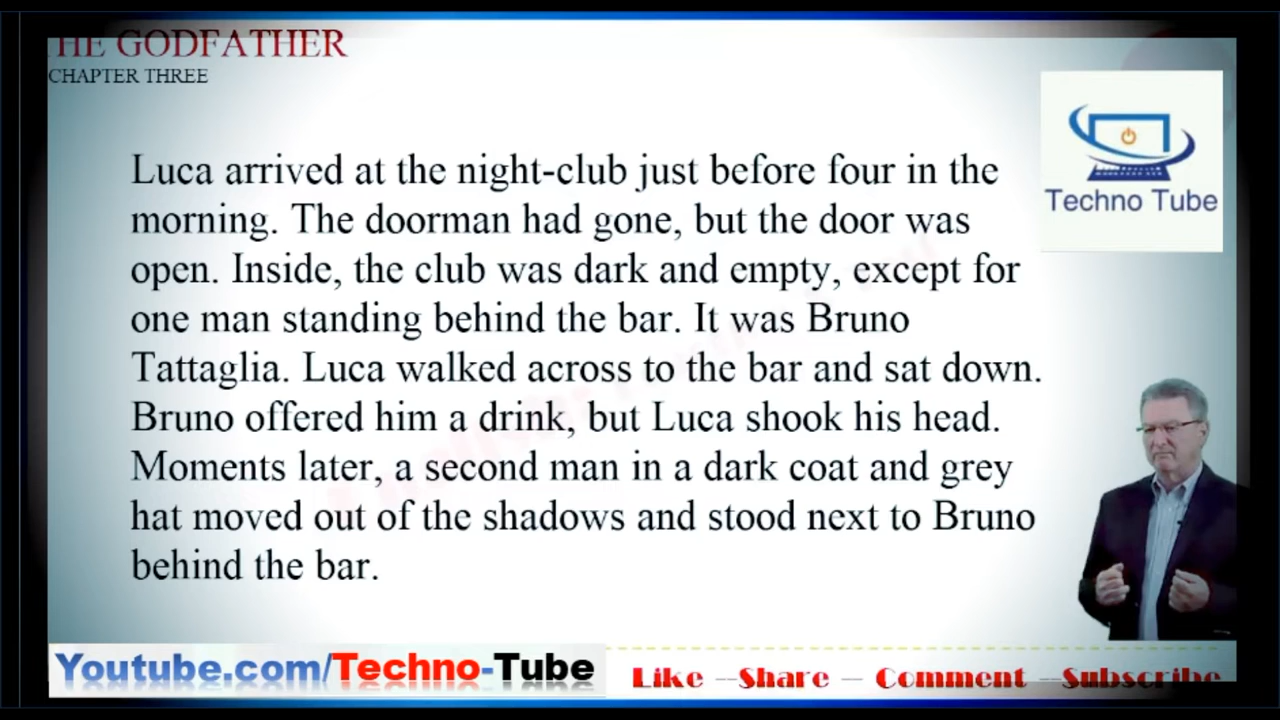 THE GODFATHER
CHAPTER THREE
Luca arrived at the night-club just before four in the
morning. The doorman had gone, but the door was
open. Inside, the club was dark and empty, except for
one man standing behind the bar. It was Bruno
Tattaglia. Luca walked across to the bar and sat down.
Bruno offered him a drink, but Luca shook his head.
Moments later, a second man in a dark coat and grey
hat moved out of the shadows and stood next to Bruno
behind the bar.
Techno Tube
Youtube.com/Techno-Tube
Like – Share – Comment – Subscribe